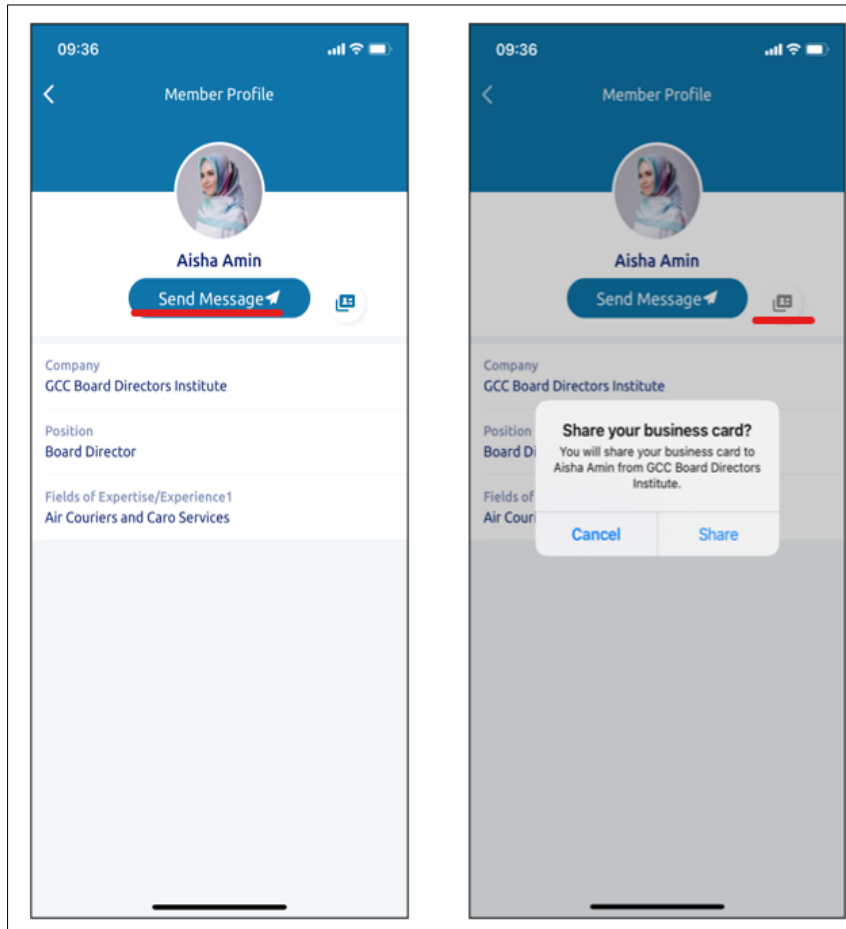 09:36
Member Profile
Aisha Amin
Send Message
Company
GCC Board Directors Institute
Position
Board Director
Fields of Expertise/Experience1
Air Couriers and Caro Services
09:36
Member Profile
Aisha Amin
Send Message
Company
GCC Board Directors Institute
Position
Board Di
Fields of
Air Couri
Share your business card?
You will share your business card to
Aisha Amin from GCC Board Directors
Institute.
Cancel
Share